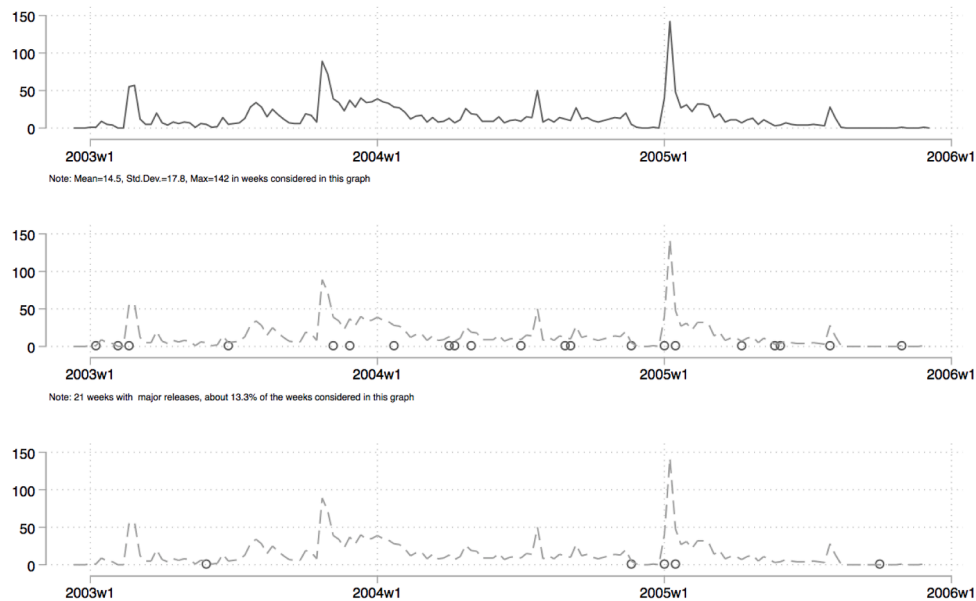 150
100
50
0
2003w1 2004w1 2005w1 2006w1
Note: Mean=14.5, Std.Dev.=17.8, Max=142 in weeks considered in this graph
150
100
50
0
2003w1 2004w1 2005w1 2006w1
Note: 21 weeks with  major releases, about 13.3% of the weeks considered in this graph
150
100
50
0
2003w1 2004w1 2005w1 2006w1